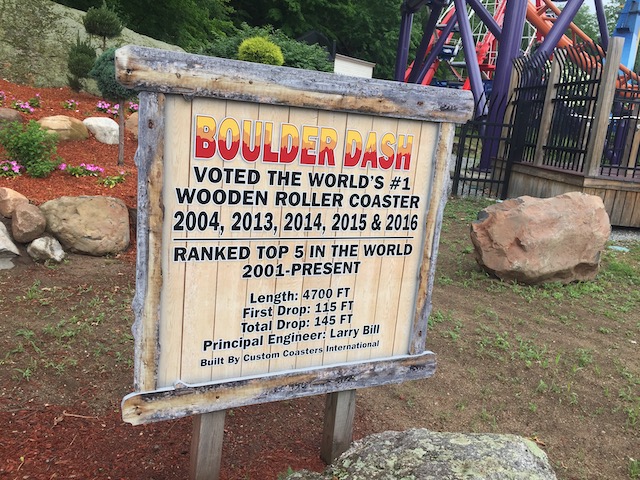 BOULDER DASH
VOTED THE WORLD'S #1
WOODEN ROLLER COASTER
2004, 2013, 2014, 2015 & 2016
RANKED TOP 5 IN THE WORLD
2001-PRESENT
Length: 4700 FT
First Drop: 115 FT
Total Drop: 145 FT
Principal Engineer: Larry Bill
Built By Custom Coasters International